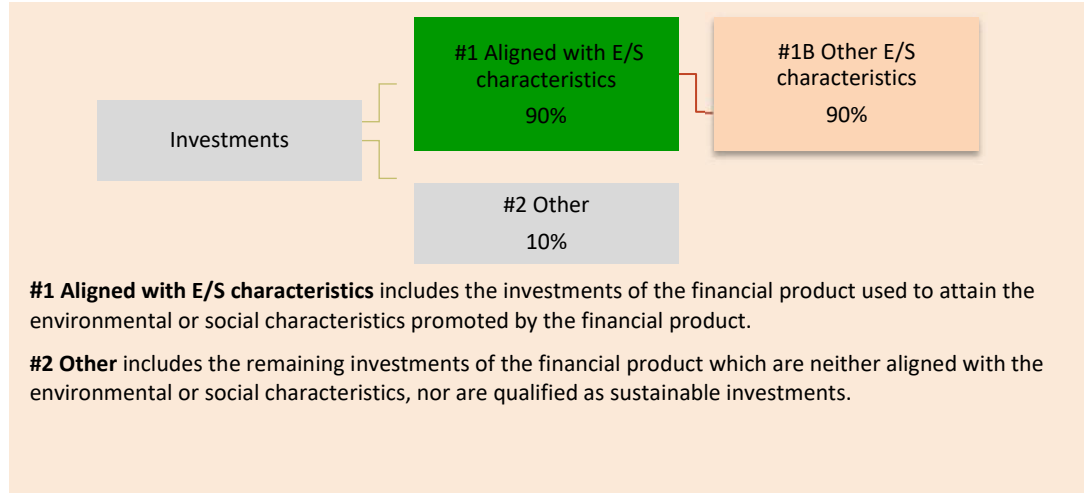 #1 Aligned with E/S
characteristics
90%
#1B Other E/S
characteristics
90%
Investments
#2 Other
10%
#1 Aligned with E/S characteristics includes the investments of the financial product used to attain the
environmental or social characteristics promoted by the financial product.
#2 Other includes the remaining investments of the financial product which are neither aligned with the
environmental or social characteristics, nor are qualified as sustainable investments.